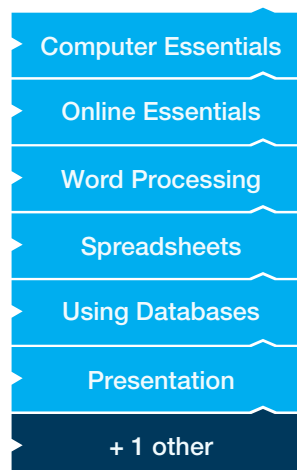 Computer Essentials
Online Essentials
Word Processing
Spreadsheets
Using Databases
Presentation
+ 1 other